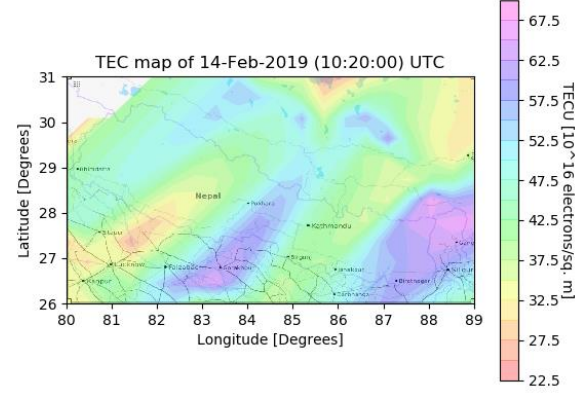 TEC map of 14-Feb-2019 (10:20:00) UTC
Latitude [Degrees]
31
30
29
28
27
26
Nepal
Pokhara
Kathmandu
80 81 82 83 84 85 86 87 88 89
Longitude [Degrees]
67.5
62.5
57.5
52.5
47.5
42.5
37.5
32.5
27.5
22.5
TECU [10^16 electrons/sq. m]